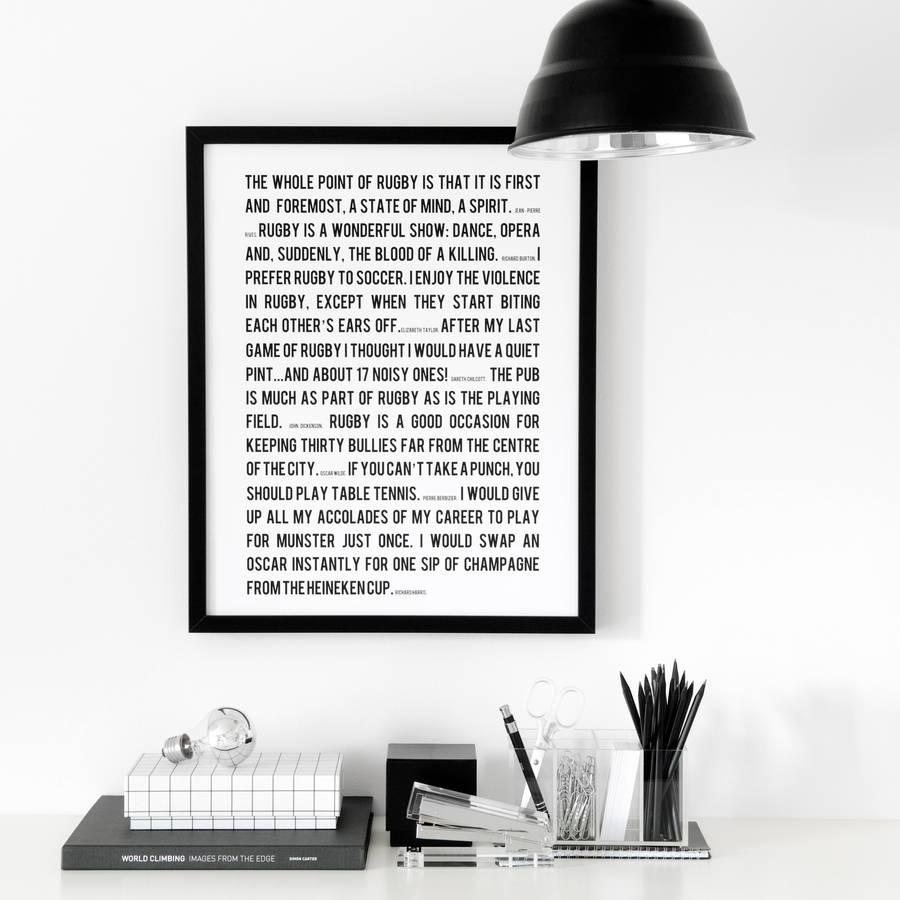 THE WHOLE POINT OF RUGBY IS THAT IT IS FIRST
AND FOREMOST, A STATE OF MIND, A SPIRIT. JEAN - PIERRE
RIVES. RUGBY IS A WONDERFUL SHOW: DANCE, OPERA
AND, SUDDENLY, THE BLOOD OF A KILLING. RICHARD BURTON. I
PREFER RUGBY TO SOCCER. I ENJOY THE VIOLENCE
IN RUGBY, EXCEPT WHEN THEY START BITING
EACH OTHER'S EARS OFF. ELIZABETH TAYLOR. AFTER MY LAST
GAME OF RUGBY I THOUGHT I WOULD HAVE A QUIET
PINT...AND ABOUT 17 NOISY ONES! GARETH CHILCOTT. THE PUB
IS MUCH AS PART OF RUGBY AS IS THE PLAYING
FIELD. JOHN DICKENSON. RUGBY IS A GOOD OCCASION FOR
KEEPING THIRTY BULLIES FAR FROM THE CENTRE
OF THE CITY. OSCAR WILDE. IF YOU CAN'T TAKE A PUNCH, YOU
SHOULD PLAY TABLE TENNIS. PIERRE BERBIZIER. I WOULD GIVE
UP ALL MY ACCOLADES OF MY CAREER TO PLAY
FOR MUNSTER JUST ONCE. I WOULD SWAP AN
OSCAR INSTANTLY FOR ONE SIP OF CHAMPAGNE
FROM THE HEINEKEN CUP. RICHARD HARRIS.
WORLD CLIMBING IMAGES FROM THE EDGE SIMON CARTER